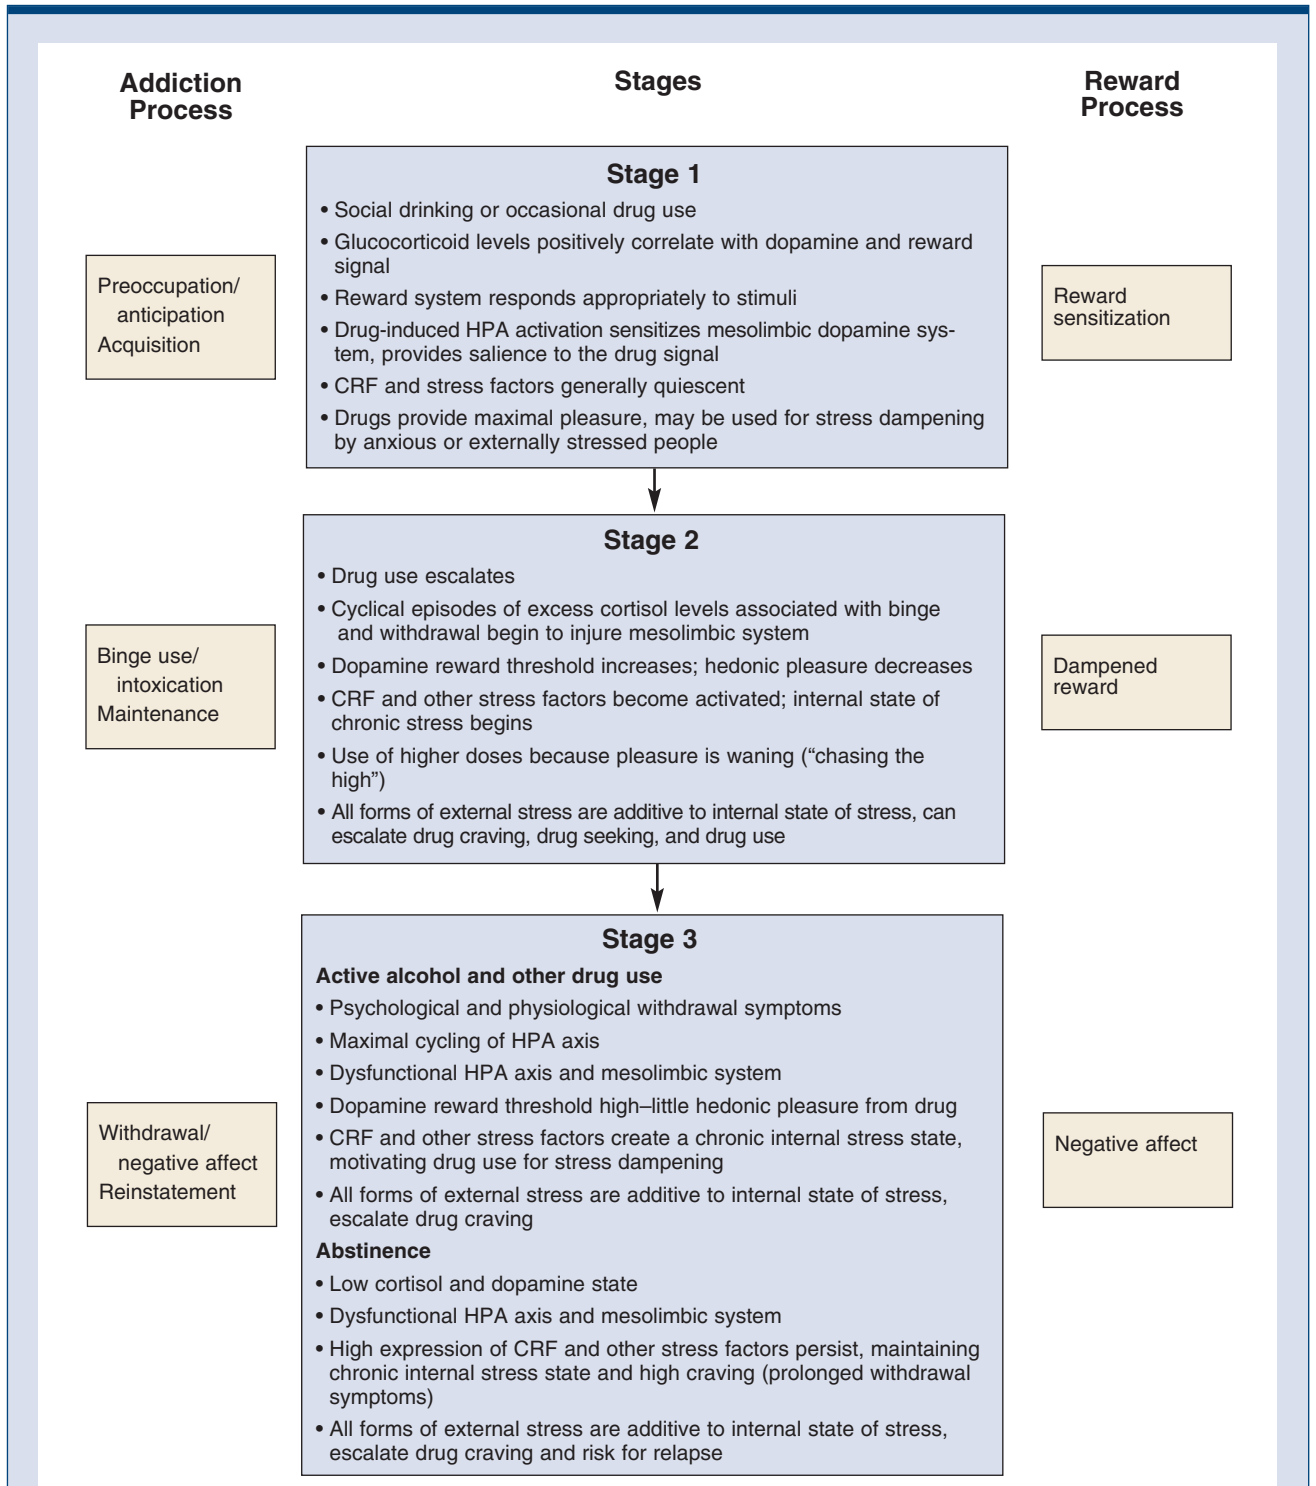 Addiction
Process
Stages
Reward
Process
Stage 1
• Social drinking or occasional drug use
• Glucocorticoid levels positively correlate with dopamine and reward
signal
• Reward system responds appropriately to stimuli
• Drug-induced HPA activation sensitizes mesolimbic dopamine sys-
tem, provides salience to the drug signal
• CRF and stress factors generally quiescent
• Drugs provide maximal pleasure, may be used for stress dampening
by anxious or externally stressed people
Preoccupation/
anticipation
Acquisition
Reward
sensitization
Stage 2
• Drug use escalates
• Cyclical episodes of excess cortisol levels associated with binge
and withdrawal begin to injure mesolimbic system
• Dopamine reward threshold increases; hedonic pleasure decreases
• CRF and other stress factors become activated; internal state of
chronic stress begins
• Use of higher doses because pleasure is waning (“chasing the
high”)
• All forms of external stress are additive to internal state of stress, can
escalate drug craving, drug seeking, and drug use
Binge use/
intoxication
Maintenance
Dampened
reward
Stage 3
Active alcohol and other drug use
• Psychological and physiological withdrawal symptoms
• Maximal cycling of HPA axis
• Dysfunctional HPA axis and mesolimbic system
• Dopamine reward threshold high–little hedonic pleasure from drug
• CRF and other stress factors create a chronic internal stress state,
motivating drug use for stress dampening
• All forms of external stress are additive to internal state of stress,
escalate drug craving
Abstinence
• Low cortisol and dopamine state
• Dysfunctional HPA axis and mesolimbic system
• High expression of CRF and other stress factors persist, maintaining
chronic internal stress state and high craving (prolonged withdrawal
symptoms)
• All forms of external stress are additive to internal state of stress,
escalate drug craving and risk for relapse
Withdrawal/
negative affect
Reinstatement
Negative affect